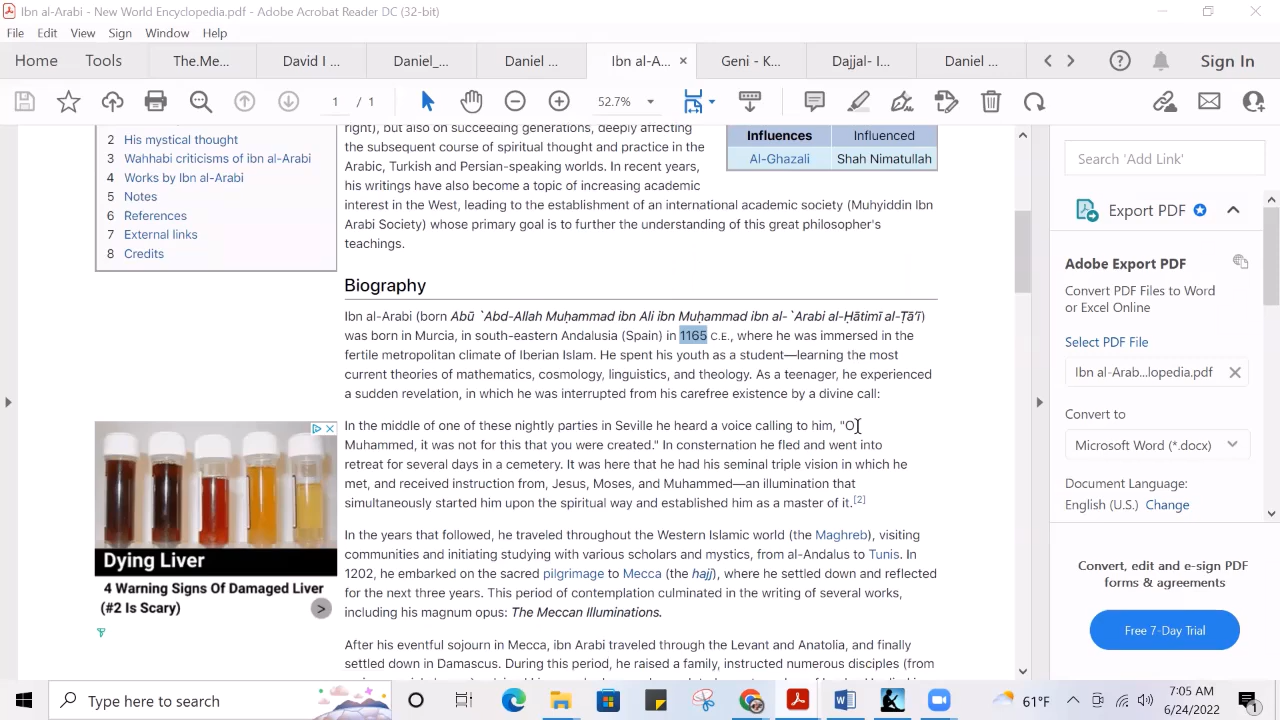 Ibn al-Arabi - New World Encyclopedia.pdf - Adobe Acrobat Reader DC (32-bit)
File Edit View Sign Window Help
Home Tools The.Me... David I ... Daniel_... Daniel ... Ibn al-A... × Geni - K... Dajjal- I... Daniel ... Sign In
1 / 1 52.7%
2 His mystical thought
3 Wahhabi criticisms of ibn al-Arabi
4 Works by Ibn al-Arabi
5 Notes
6 References
7 External links
8 Credits
right), but also on succeeding generations, deeply affecting
the subsequent course of spiritual thought and practice in the
Arabic, Turkish and Persian-speaking worlds. In recent years,
his writings have also become a topic of increasing academic
interest in the West, leading to the establishment of an international academic society (Muhyiddin Ibn
Arabi Society) whose primary goal is to further the understanding of this great philosopher's
teachings.
Influences Influenced
Al-Ghazali Shah Nimatullah
Biography
Ibn al-Arabi (born Abū `Abd-Allah Muḥammad ibn Ali ibn Muḥammad ibn al-`Arabi al-Ḥātimī al-Ṭā'ī)
was born in Murcia, in south-eastern Andalusia (Spain) in 1165 C.E., where he was immersed in the
fertile metropolitan climate of Iberian Islam. He spent his youth as a student—learning the most
current theories of mathematics, cosmology, linguistics, and theology. As a teenager, he experienced
a sudden revelation, in which he was interrupted from his carefree existence by a divine call:
In the middle of one of these nightly parties in Seville he heard a voice calling to him, "O
Muhammed, it was not for this that you were created." In consternation he fled and went into
retreat for several days in a cemetery. It was here that he had his seminal triple vision in which he
met, and received instruction from, Jesus, Moses, and Muhammed—an illumination that
simultaneously started him upon the spiritual way and established him as a master of it.[2]
In the years that followed, he traveled throughout the Western Islamic world (the Maghreb), visiting
communities and initiating studying with various scholars and mystics, from al-Andalus to Tunis. In
1202, he embarked on the sacred pilgrimage to Mecca (the hajj), where he settled down and reflected
for the next three years. This period of contemplation culminated in the writing of several works,
including his magnum opus: The Meccan Illuminations.
After his eventful sojourn in Mecca, ibn Arabi traveled through the Levant and Anatolia, and finally
settled down in Damascus. During this period, he raised a family, instructed numerous disciples (from
Dying Liver
4 Warning Signs Of Damaged Liver
(#2 Is Scary)
Search 'Add Link'
Export PDF
Adobe Export PDF
Convert PDF Files to Word
or Excel Online
Select PDF File
Ibn al-Arab...lopedia.pdf
Convert to
Microsoft Word (*.docx)
Document Language:
English (U.S.) Change
Convert, edit and e-sign PDF
forms & agreements
Free 7-Day Trial
Type here to search
61°F
7:05 AM
6/24/2022
1